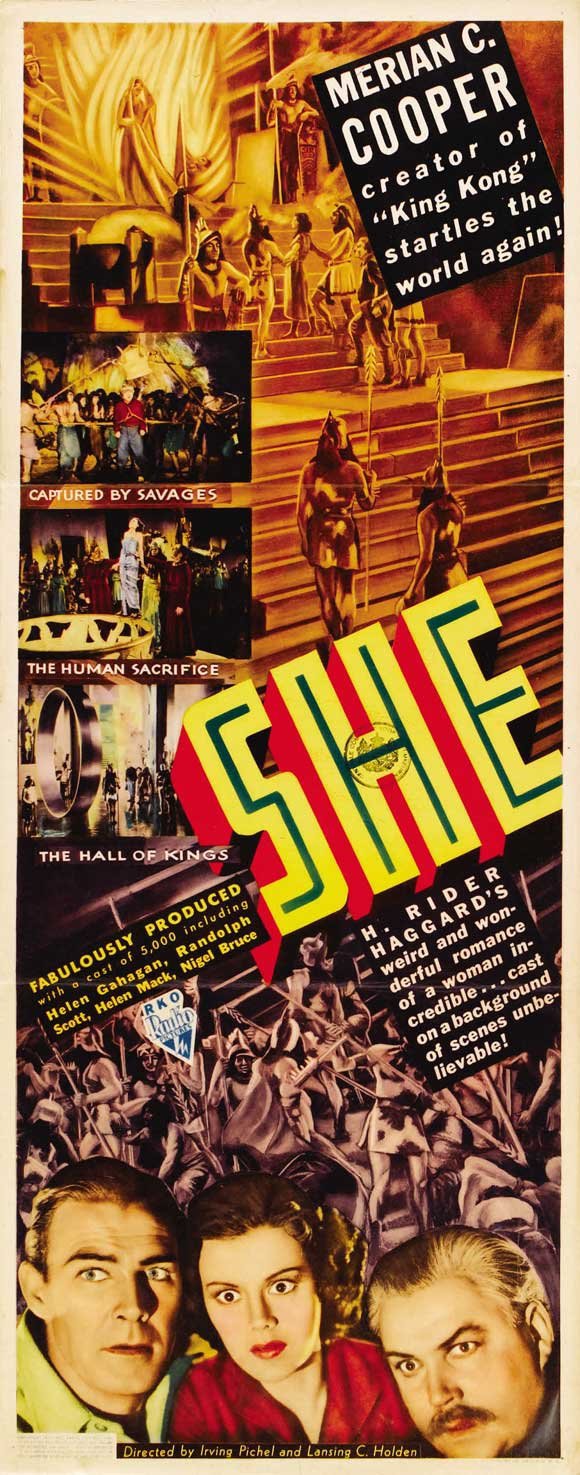 MERIAN C.
COOPER
creator of
"King Kong"
startles the
world again!
CAPTURED BY SAVAGES
THE HUMAN SACRIFICE
THE HALL OF KINGS
SHE
FABULOUSLY PRODUCED
with a cast of 5,000 including
Helen Gahagan, Randolph
Scott, Helen Mack, Nigel Bruce
RKO
Radio
PICTURES
H. RIDER
HAGGARD'S
weird and won-
derful romance
of a woman in-
credible... cast
on a background
of scenes unbe-
lievable!
Directed by Irving Pichel and Lansing C. Holden